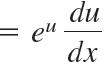 = e^u du/dx